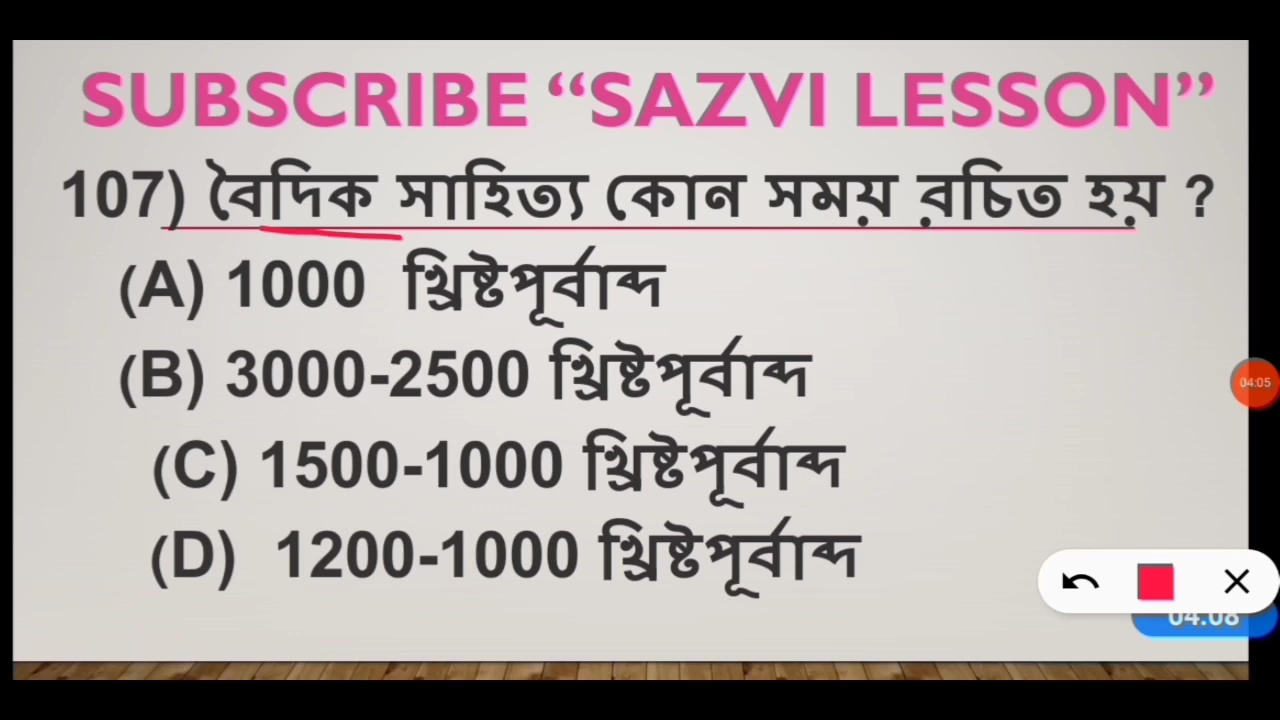 SUBSCRIBE “SAZVI LESSON”
107) বৈদিক সাহিত্য কোন সময় রচিত হয় ?
(A) 1000 খ্রিষ্টপূর্বাব্দ
(B) 3000-2500 খ্রিষ্টপূর্বাব্দ
(C) 1500-1000 খ্রিষ্টপূর্বাব্দ
(D) 1200-1000 খ্রিষ্টপূর্বাব্দ
04:05
04:08